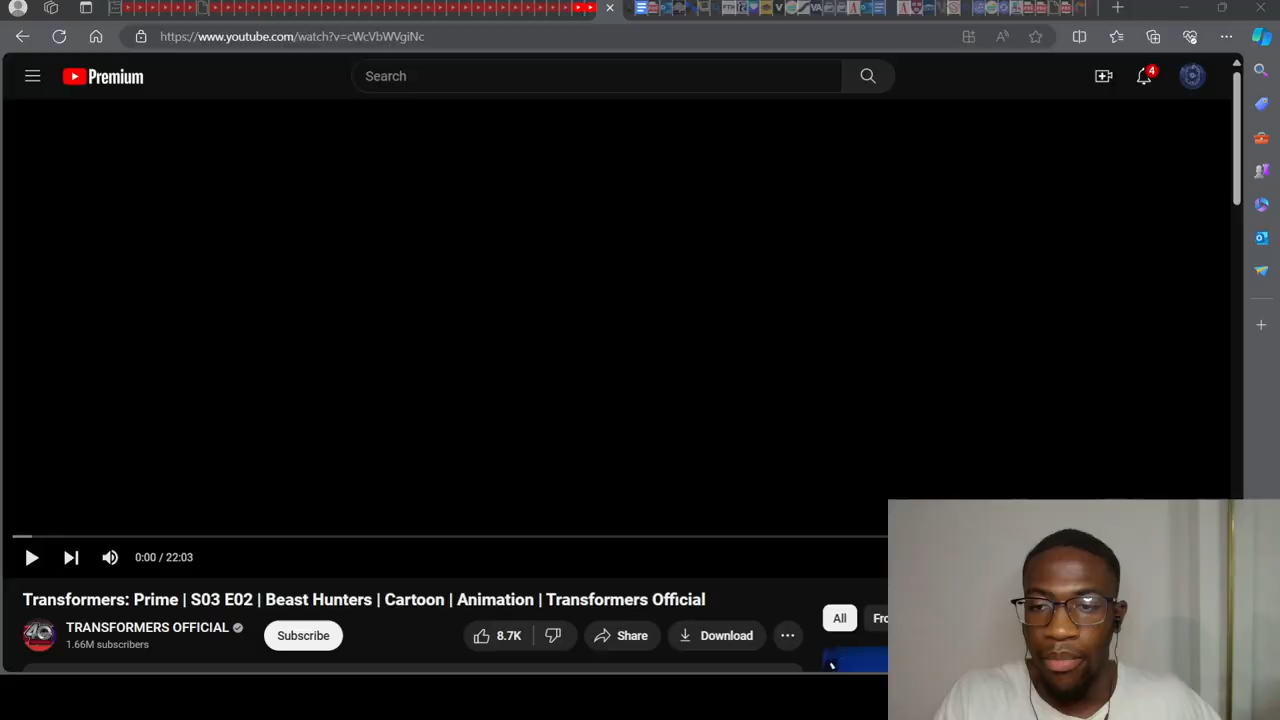 https://www.youtube.com/watch?v=cWcVbWVgiNc
Premium
Search
4
0:00 / 22:03
Transformers: Prime | S03 E02 | Beast Hunters | Cartoon | Animation | Transformers Official
TRANSFORMERS OFFICIAL
1.66M subscribers
Subscribe
8.7K
Share
Download
All
Fro